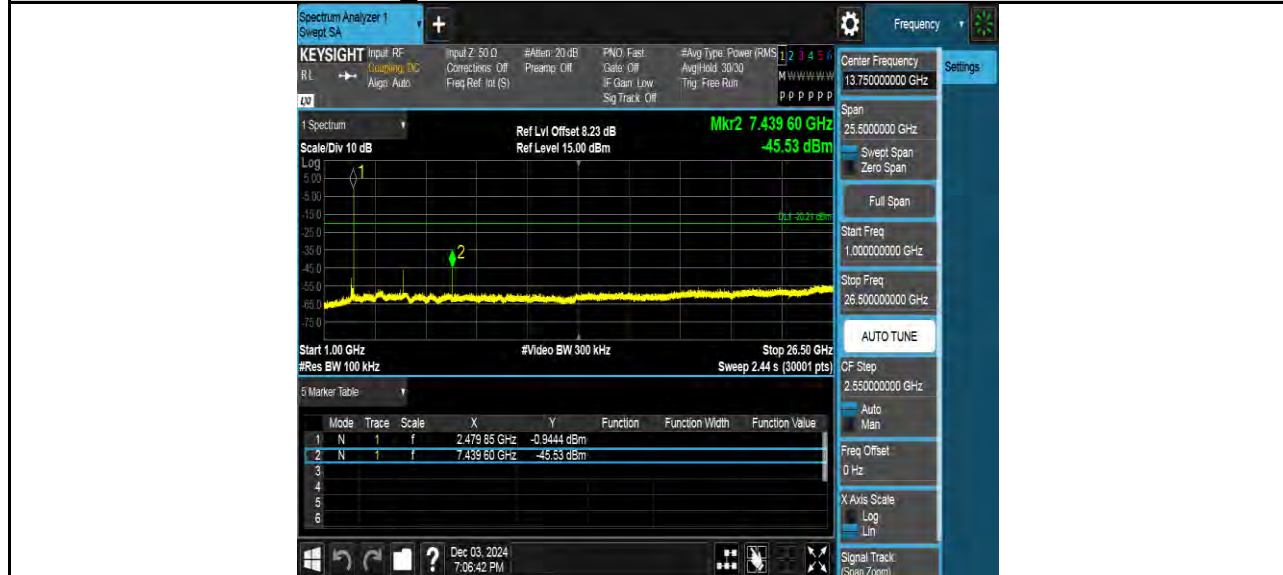 Spectrum Analyzer 1
Swept SA
Frequency
KEYSIGHT
RL
LXI
Input: RF
Coupling: DC
Align: Auto
Input Z: 50 Ω
Corrections: Off
Freq Ref: Int (S)
#Atten: 20 dB
Preamp: Off
PNO: Fast
Gate: Off
IF Gain: Low
Sig Track: Off
#Avg Type: Power (RMS
Avg|Hold: 30/30
Trig: Free Run
1 2 3 4 5 6
M W W W W W
P P P P P P
1 Spectrum
Scale/Div 10 dB
Ref Lvl Offset 8.23 dB
Ref Level 15.00 dBm
Mkr2 7.439 60 GHz
-45.53 dBm
Log
5.00
-5.00
-15.0
-25.0
-35.0
-45.0
-55.0
-65.0
-75.0
1
2
DL1 -20.21 dBm
Start 1.00 GHz
#Video BW 300 kHz
Stop 26.50 GHz
#Res BW 100 kHz
Sweep 2.44 s (30001 pts)
5 Marker Table
Mode Trace Scale X Y Function Function Width Function Value
1 N 1 f 2.479 85 GHz -0.9444 dBm
2 N 1 f 7.439 60 GHz -45.53 dBm
3
4
5
6
?
Dec 03, 2024
7:06:42 PM
Center Frequency
13.750000000 GHz
Settings
Span
25.5000000 GHz
Swept Span
Zero Span
Full Span
Start Freq
1.000000000 GHz
Stop Freq
26.500000000 GHz
AUTO TUNE
CF Step
2.550000000 GHz
Auto
Man
Freq Offset
0 Hz
X Axis Scale
Log
Lin
Signal Track
(Span Zoom)